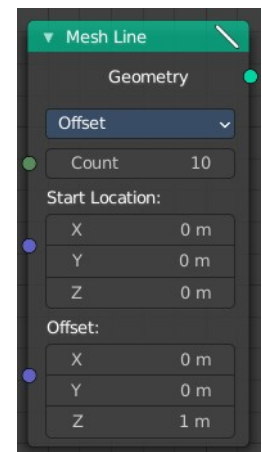 Mesh Line
Geometry
Offset
Count 10
Start Location:
X 0 m
Y 0 m
Z 0 m
Offset:
X 0 m
Y 0 m
Z 1 m